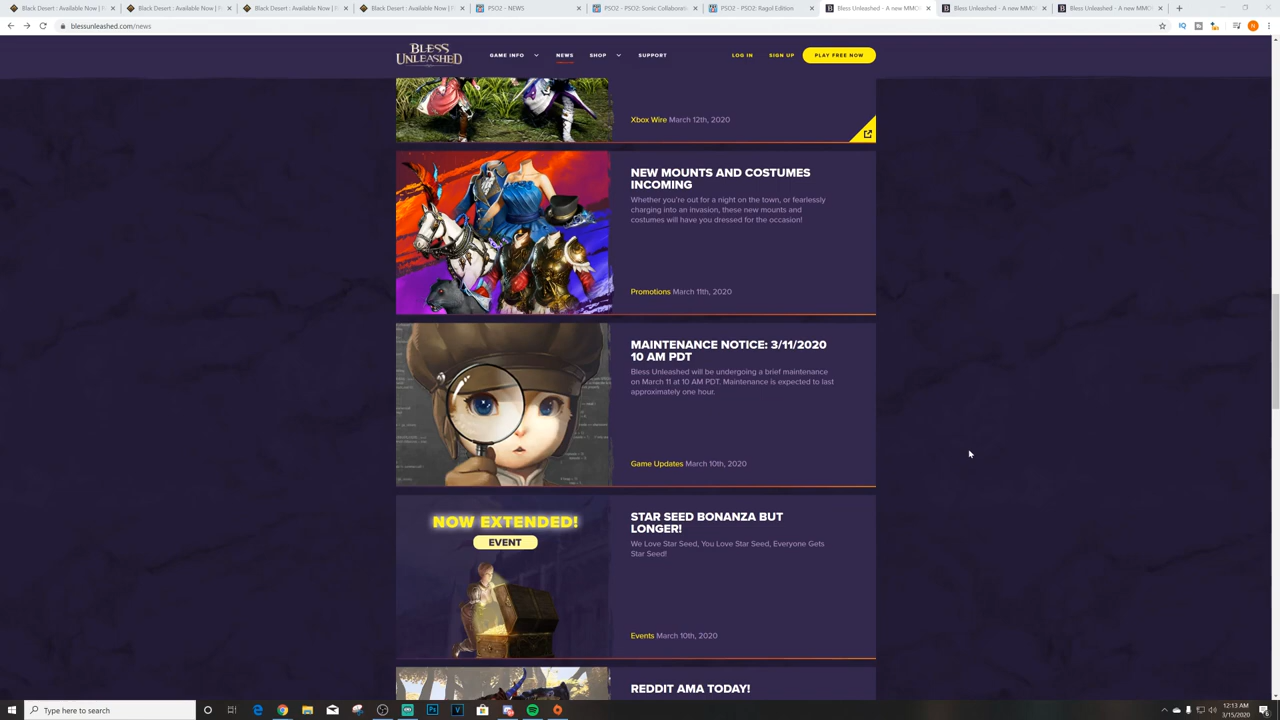 Black Desert : Available Now | F
Black Desert : Available Now | F
Black Desert : Available Now | F
Black Desert : Available Now | F
PSO2 - NEWS
PSO2 - PSO2: Sonic Collaborati
PSO2 - PSO2: Ragol Edition
Bless Unleashed - A new MMO
Bless Unleashed - A new MMO
Bless Unleashed - A new MMO
blessunleashed.com/news
N
BLESS
UNLEASHED
GAME INFO
NEWS
SHOP
SUPPORT
LOG IN
SIGN UP
PLAY FREE NOW
Xbox Wire March 12th, 2020
NEW MOUNTS AND COSTUMES
INCOMING
Whether you're out for a night on the town, or fearlessly
charging into an invasion, these new mounts and
costumes will have you dressed for the occasion!
Promotions March 11th, 2020
MAINTENANCE NOTICE: 3/11/2020
10 AM PDT
Bless Unleashed will be undergoing a brief maintenance
on March 11 at 10 AM PDT. Maintenance is expected to last
approximately one hour.
Game Updates March 10th, 2020
NOW EXTENDED!
EVENT
STAR SEED BONANZA BUT
LONGER!
We Love Star Seed, You Love Star Seed, Everyone Gets
Star Seed!
Events March 10th, 2020
REDDIT AMA TODAY!
Type here to search
12:13 AM
3/15/2020